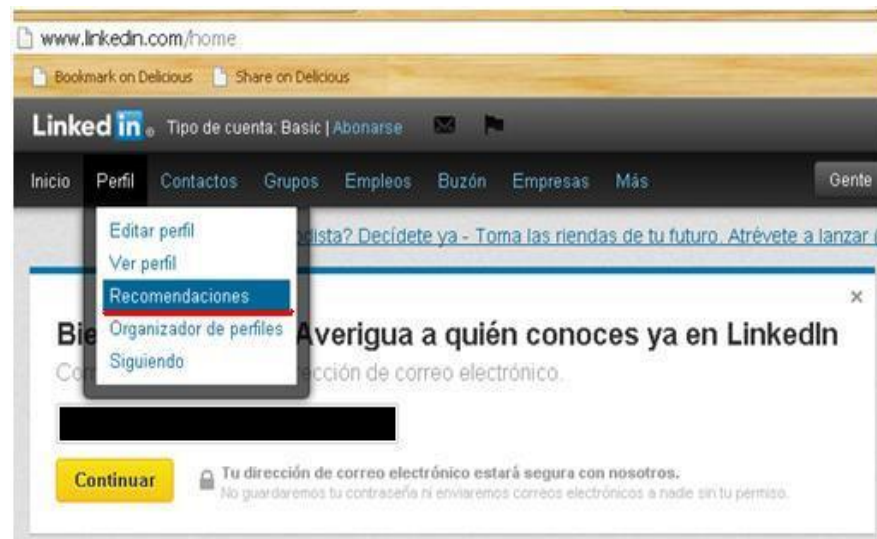 www.linkedin.com/home
Bookmark on Delicious Share on Delicious
Linked in ® Tipo de cuenta: Basic | Abonarse
Inicio Perfil Contactos Grupos Empleos Buzón Empresas Más Gente
Editar perfil
dista? Decídete ya - Toma las riendas de tu futuro. Atrévete a lanzar
Ver perfil
Recomendaciones
Organizador de perfiles
Siguiendo
Bie Averigua a quién conoces ya en LinkedIn
ección de correo electrónico.
Continuar
Tu dirección de correo electrónico estará segura con nosotros.
No guardaremos tu contraseña ni enviaremos correos electrónicos a nadie sin tu permiso.